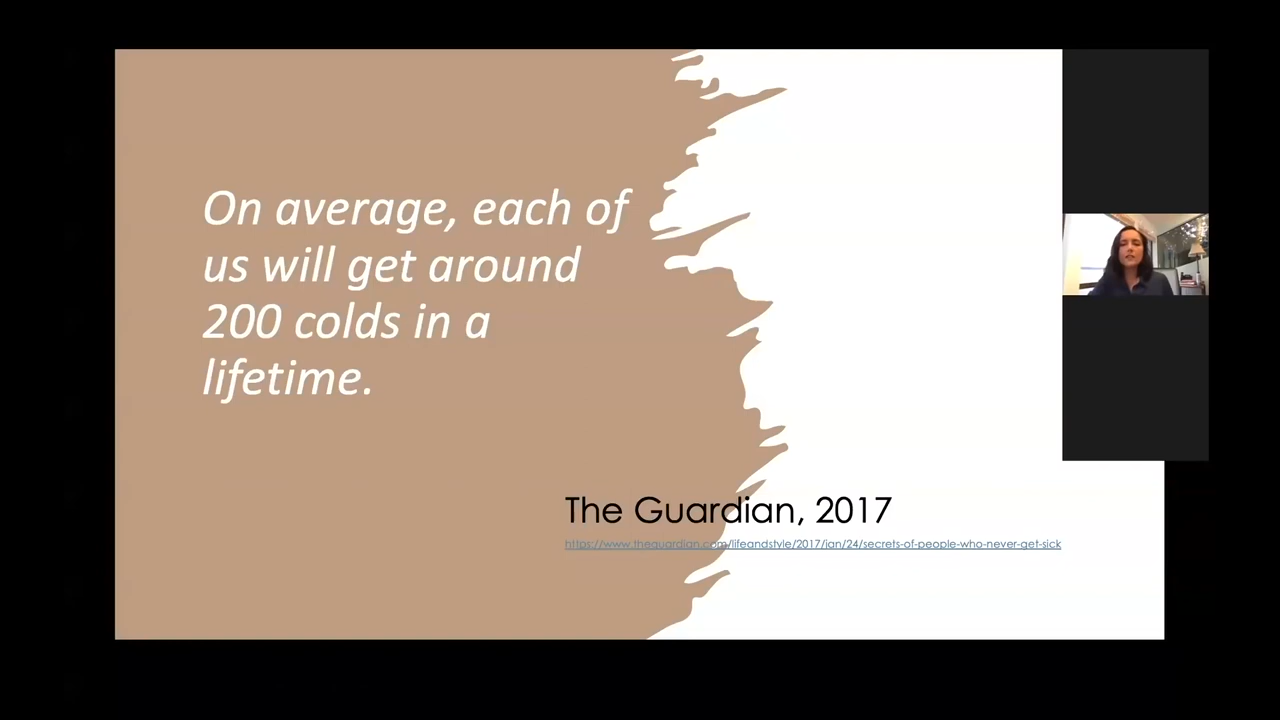 On average, each of
us will get around
200 colds in a
lifetime.
The Guardian, 2017
https://www.theguardian.com/lifeandstyle/2017/jan/24/secrets-of-people-who-never-get-sick